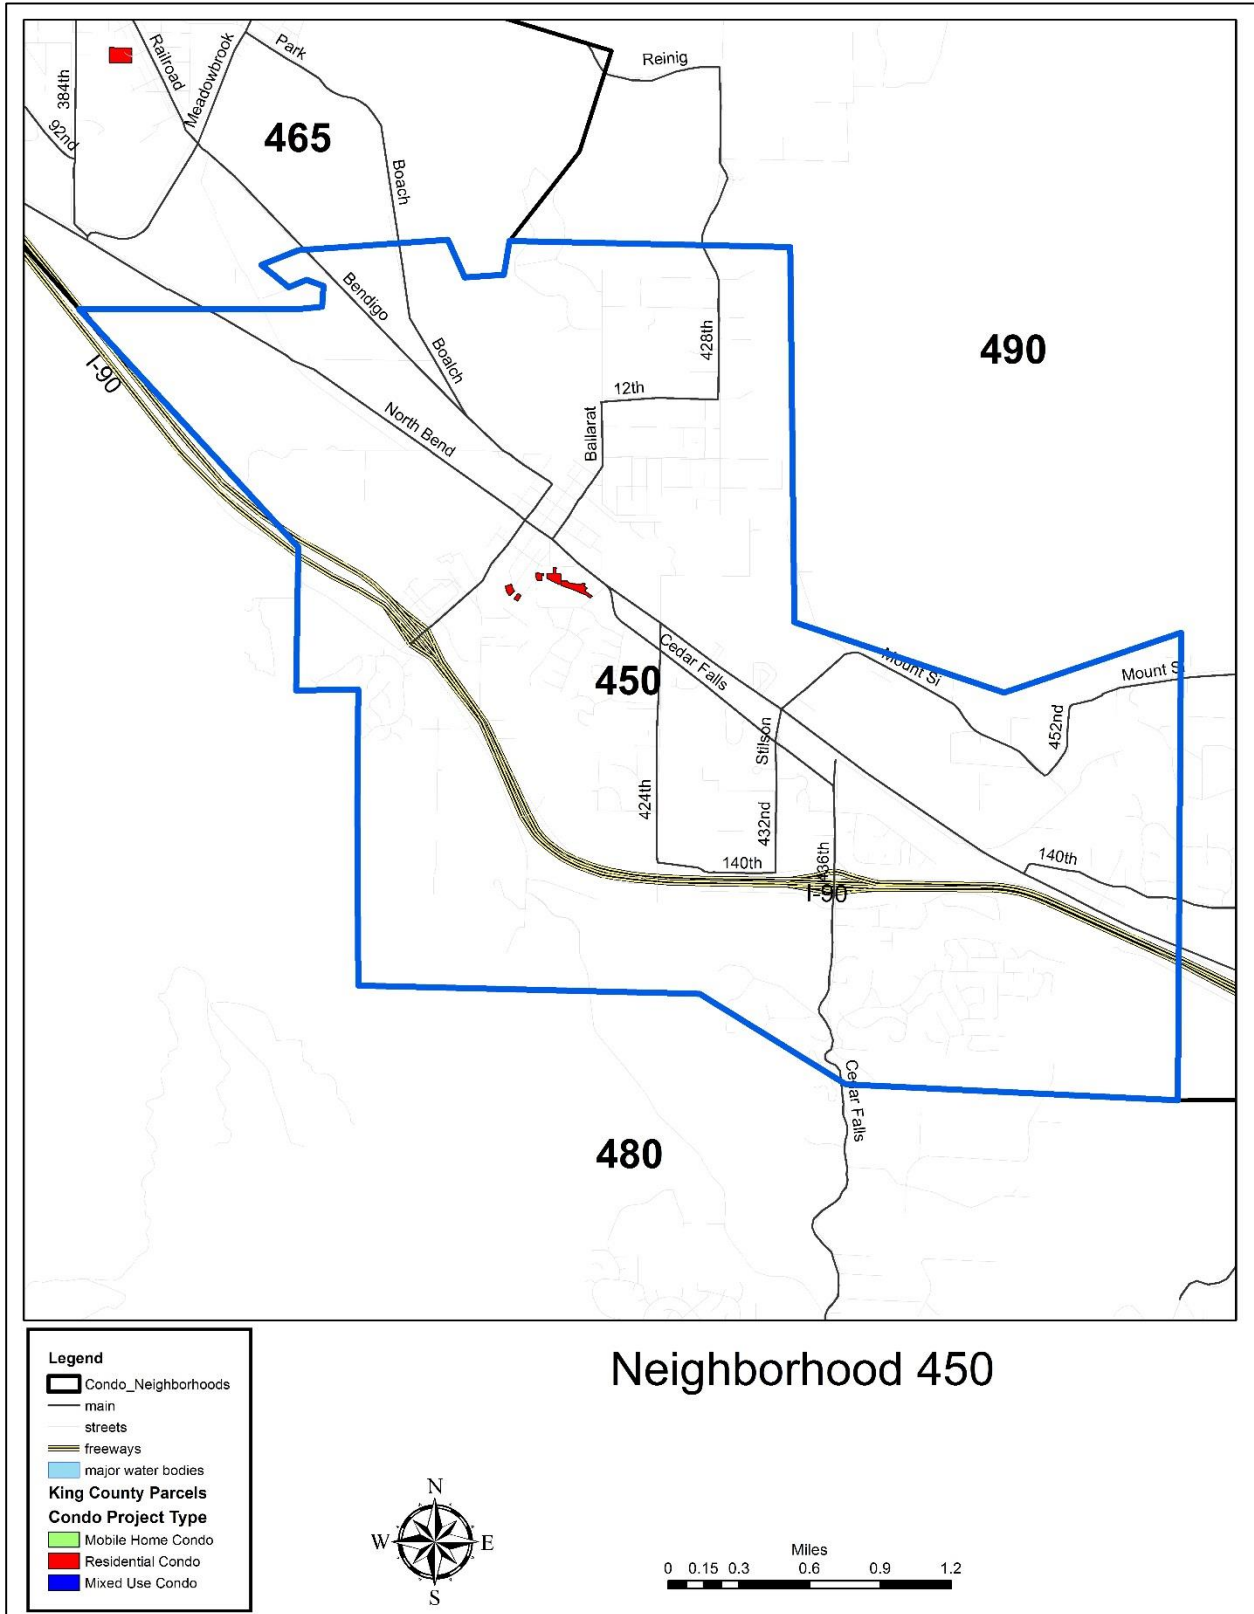 Reinig
Park
Railroad
Meadowbrook
384th
92nd
465
Boach
Bendigo
Boalch
428th
490
I-90
12th
North Bend
Ballarat
450
Cedar Falls
Mount Si
Mount Si
452nd
Stilson
424th
432nd
436th
140th
140th
I-90
Cedar Falls
480
Neighborhood 450
Legend
Condo_Neighborhoods
main
streets
freeways
major water bodies
King County Parcels
Condo Project Type
Mobile Home Condo
Residential Condo
Mixed Use Condo
N
W
E
S
Miles
0 0.15 0.3 0.6 0.9 1.2